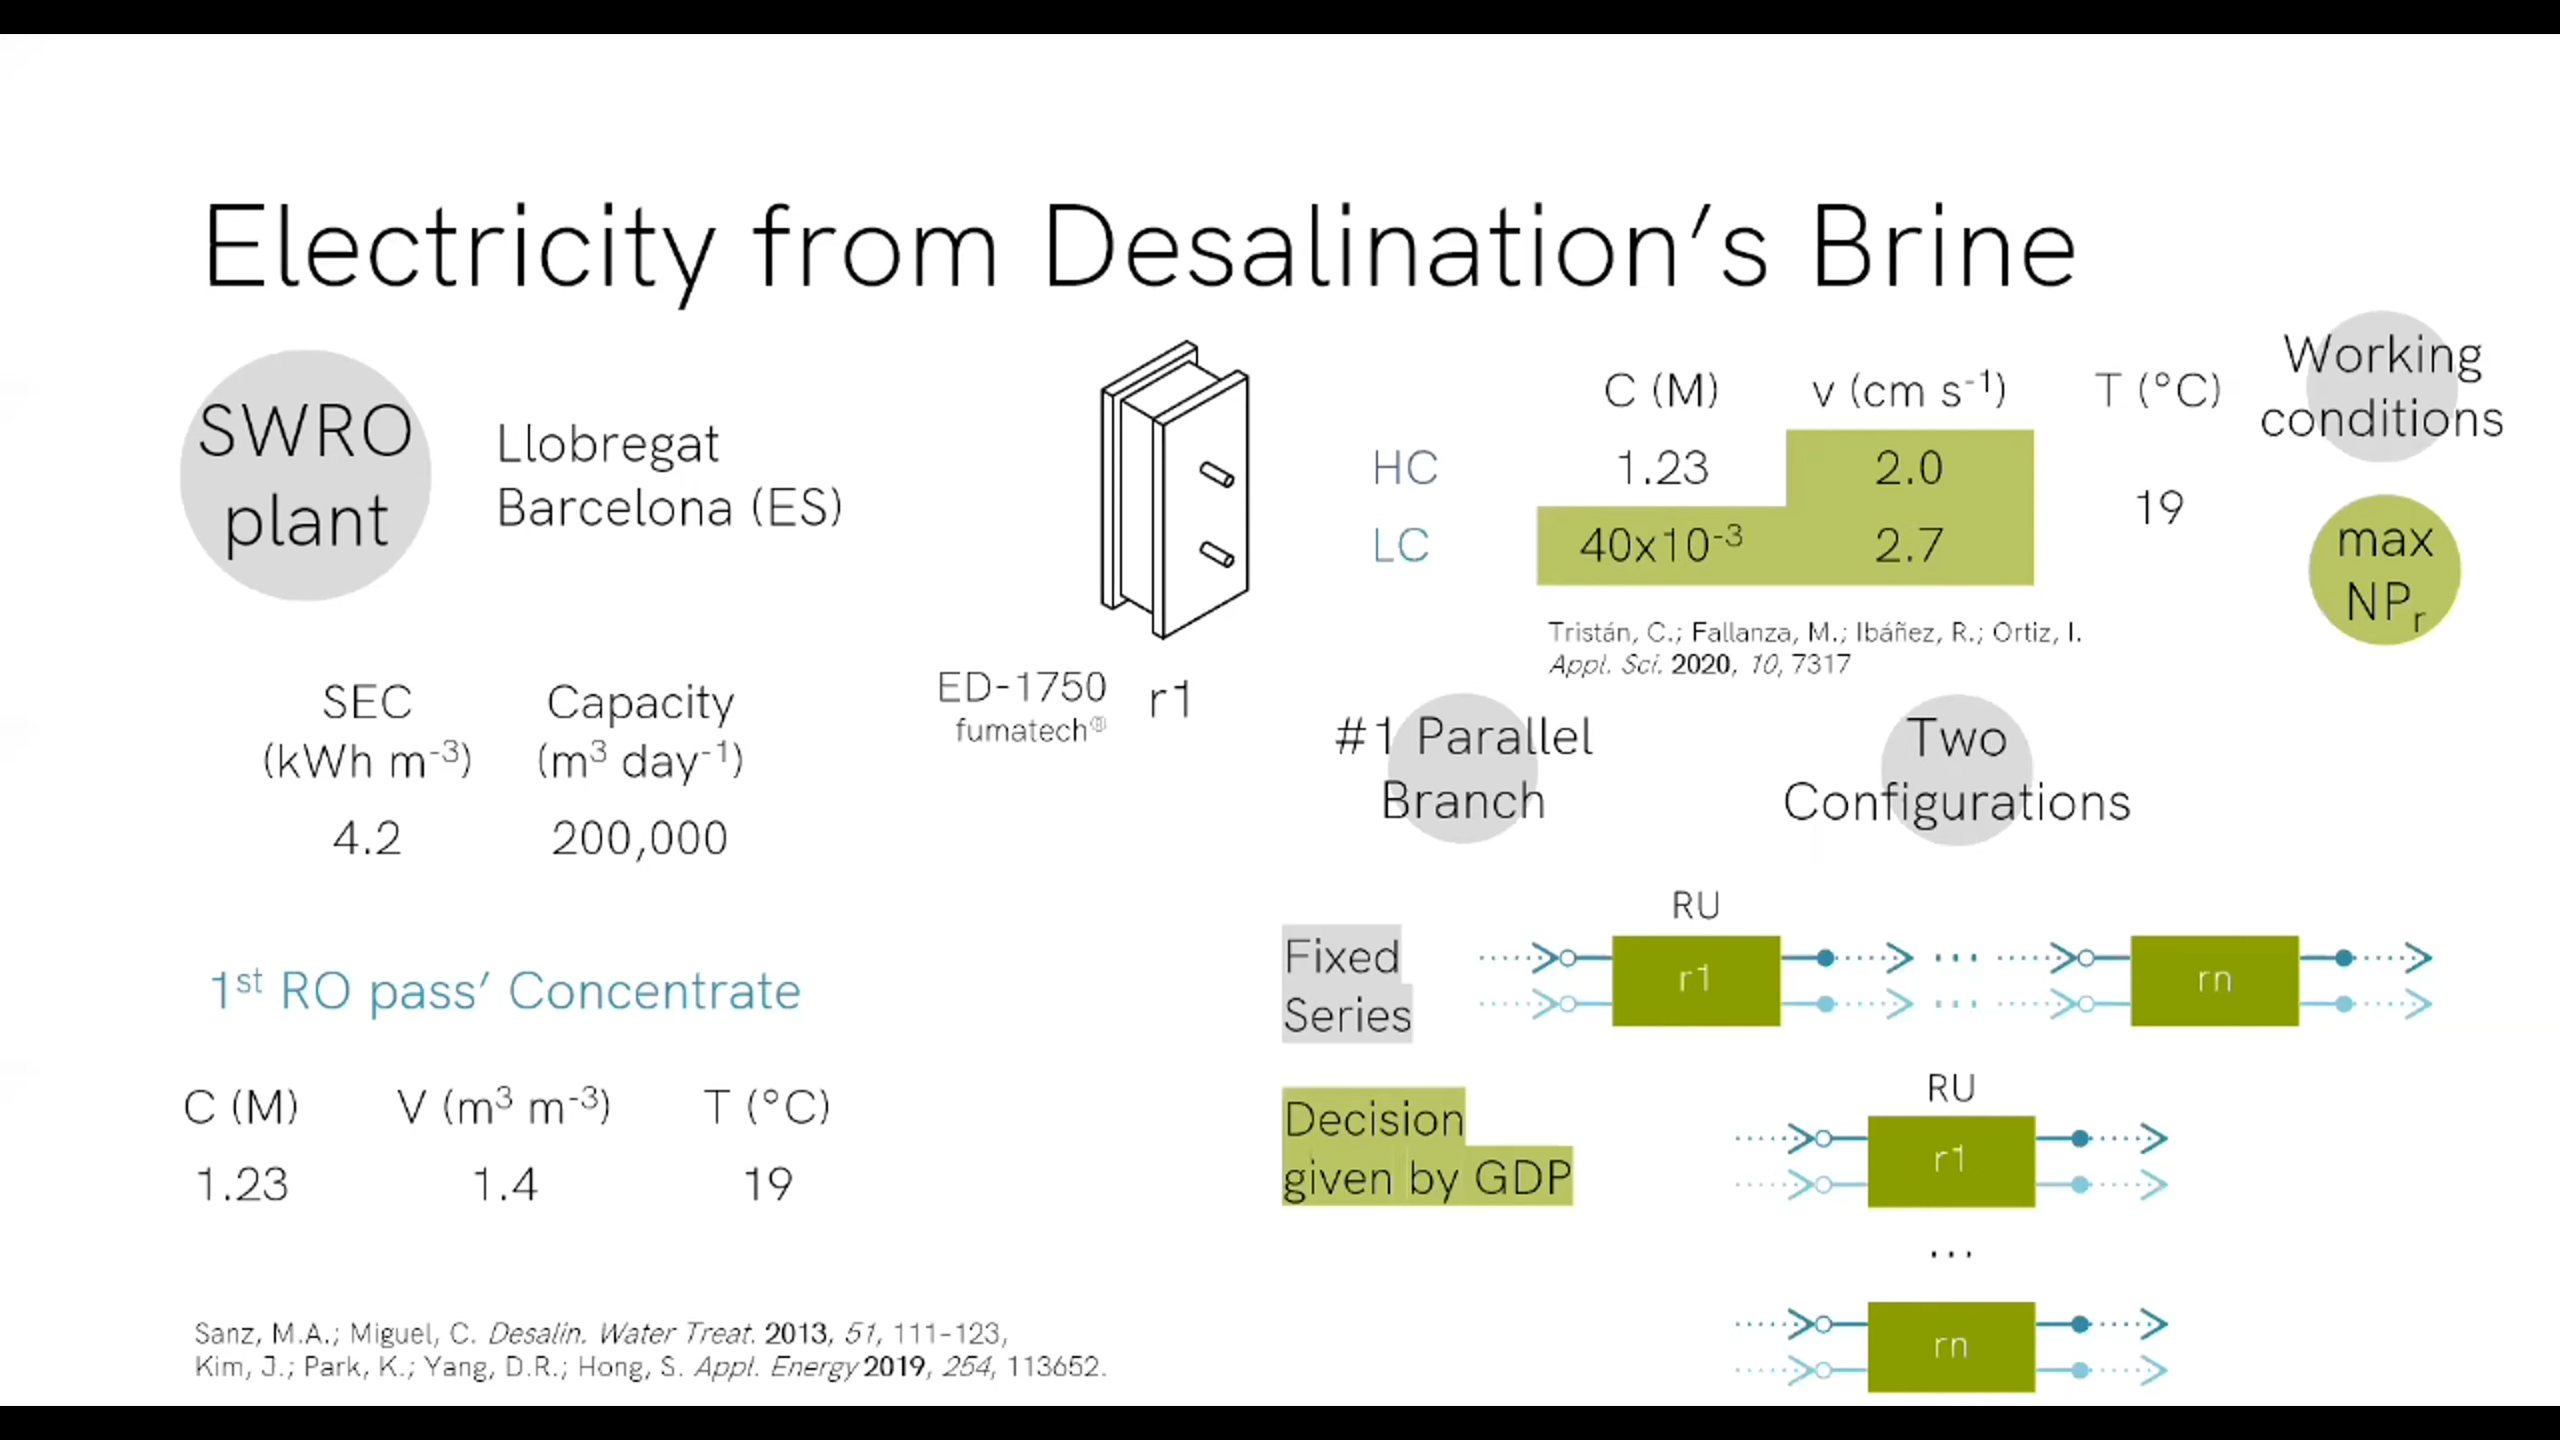 Electricity from Desalination's Brine
SWRO
plant
Llobregat
Barcelona (ES)
SEC
(kWh m⁻³)
4.2
Capacity
(m³ day⁻¹)
200,000
1ˢᵗ RO pass' Concentrate
C (M) V (m³ m⁻³) T (°C)
1.23 1.4 19
Sanz, M.A.; Miguel, C. Desalin. Water Treat. 2013, 51, 111–123,
Kim, J.; Park, K.; Yang, D.R.; Hong, S. Appl. Energy 2019, 254, 113652.
ED-1750
fumatech®
r1
C (M) v (cm s⁻¹) T (°C)
HC 1.23 2.0
LC 40x10⁻³ 2.7
19
Working
conditions
max
NPᵣ
Tristán, C.; Fallanza, M.; Ibáñez, R.; Ortiz, I.
Appl. Sci. 2020, 10, 7317
#1 Parallel
Branch
Two
Configurations
Fixed
Series
RU
r1 ... rn
Decision
given by GDP
RU
r1
...
rn